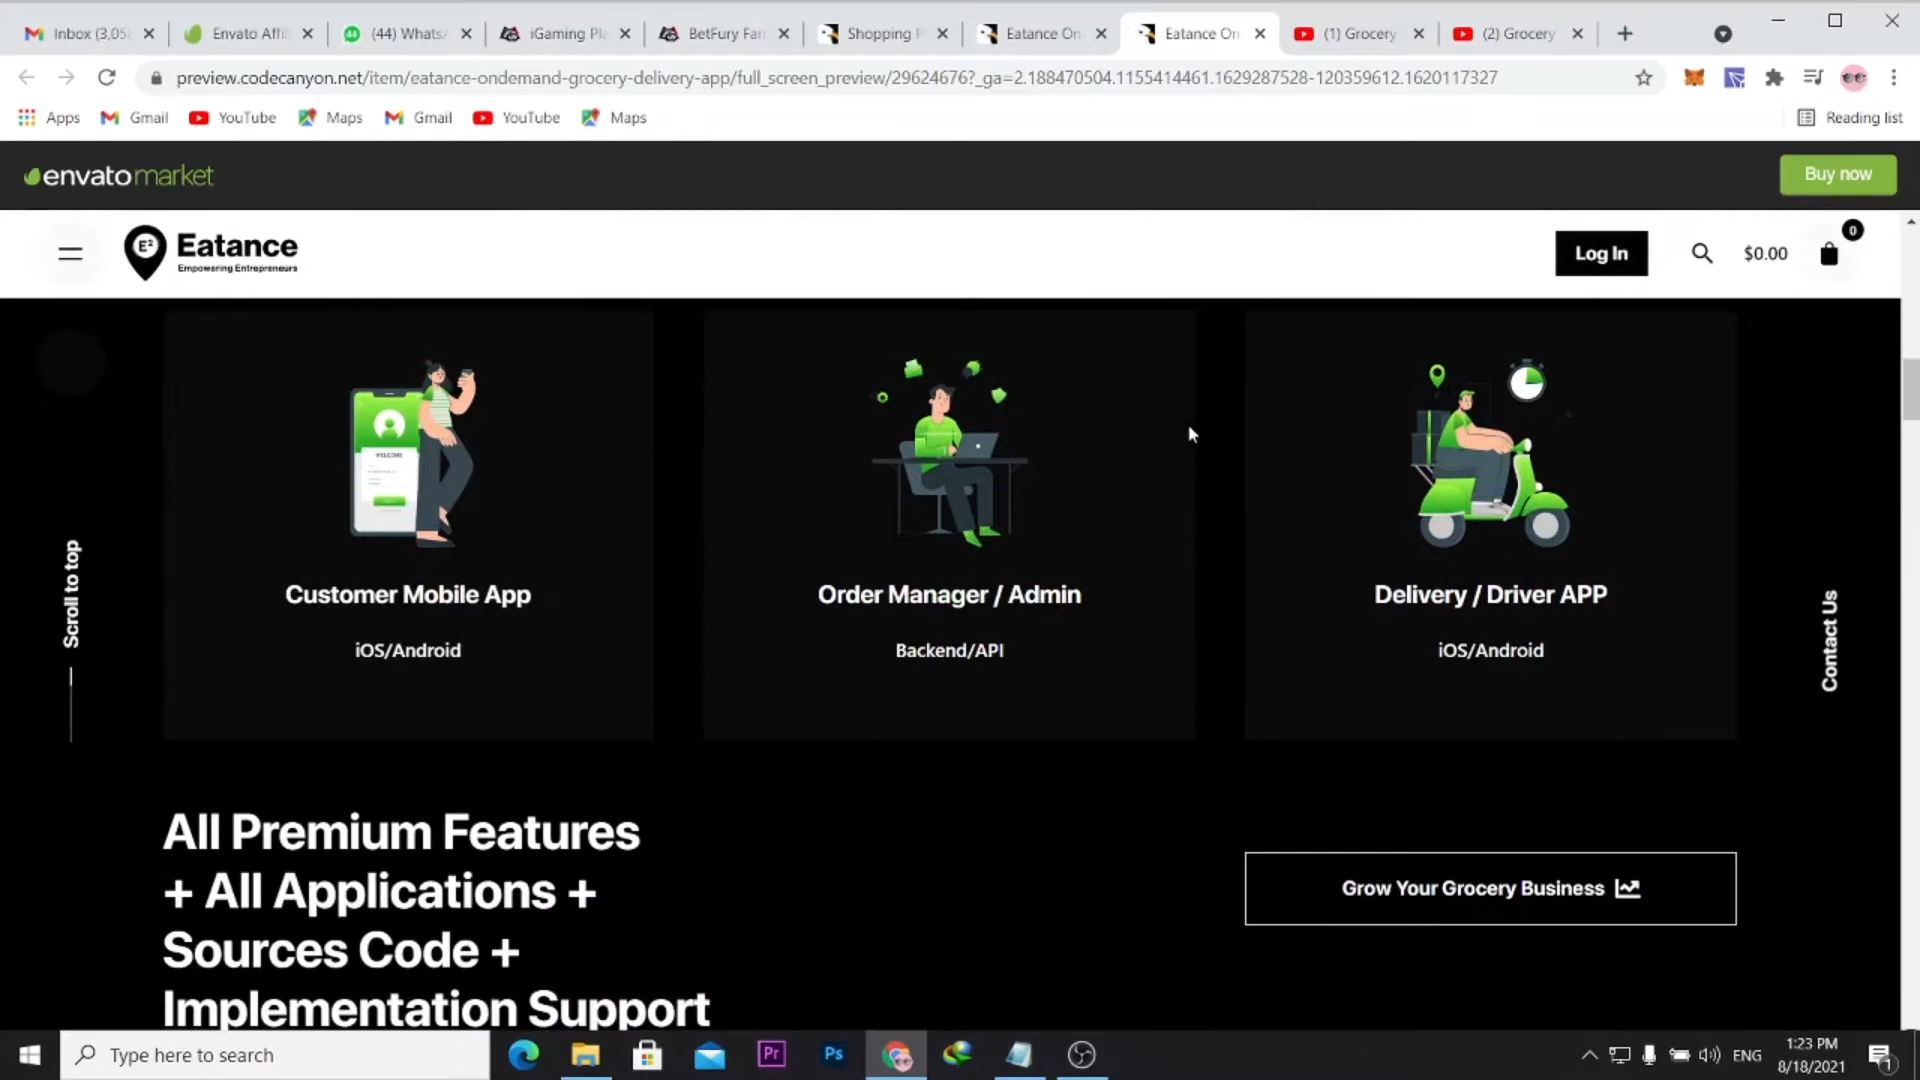 Inbox (3,05
Envato Affi
(44) Whats
iGaming Pl
BetFury Far
Shopping
Eatance On
Eatance On
(1) Grocery
(2) Grocery
preview.codecanyon.net/item/eatance-ondemand-grocery-delivery-app/full_screen_preview/29624676?_ga=2.188470504.1155414461.1629287528-120359612.1620117327
Apps
Gmail
YouTube
Maps
Gmail
YouTube
Maps
Reading list
envatomarket
Buy now
E²
Eatance
Empowering Entrepreneurs
Log In
$0.00
0
WELCOME
Customer Mobile App
iOS/Android
Order Manager / Admin
Backend/API
Delivery / Driver APP
iOS/Android
Scroll to top
Contact Us
All Premium Features
+ All Applications +
Sources Code +
Implementation Support
Grow Your Grocery Business
Type here to search
Pr
Ps
ENG
1:23 PM
8/18/2021
1